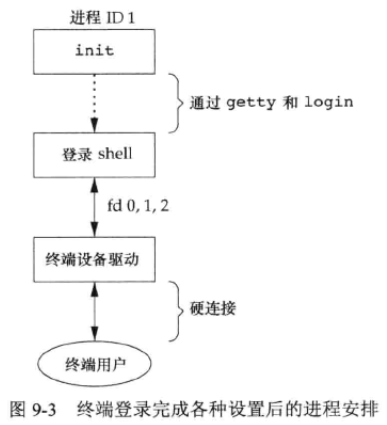 进程 ID 1
init
通过 getty 和 login
登录 shell
fd 0, 1, 2
终端设备驱动
硬连接
终端用户
图 9-3 终端登录完成各种设置后的进程安排